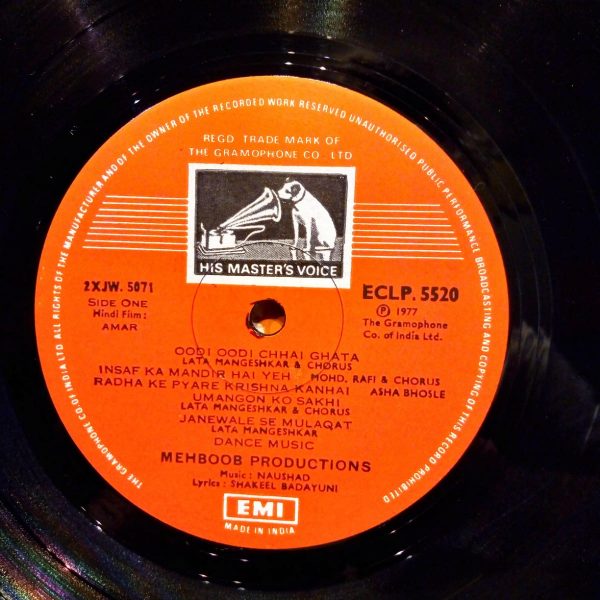 THE GRAMOPHONE CO. OF INDIA LTD ALL RIGHTS OF THE MANUFACTURER AND OF THE OWNER OF THE RECORDED WORK RESERVED UNAUTHORISED PUBLIC PERFORMANCE BROADCASTING AND COPYING OF THIS RECORD PROHIBITED
REGD. TRADE MARK OF
THE GRAMOPHONE CO. LTD
HiS MASTER'S VOICE
2XJW. 5071
SIDE ONE
Hindi Film:
AMAR
ECLP. 5520
Ⓟ 1977
The Gramophone
Co. of India Ltd.
OODI OODI CHHAI GHATA
LATA MANGESHKAR & CHORUS
INSAF KA MANDIR HAI YEH - MOHD. RAFI & CHORUS
RADHA KE PYARE KRISHNA KANHAI ASHA BHOSLE
UMANGON KO SAKHI
LATA MANGESHKAR & CHORUS
JANEWALE SE MULAQAT
LATA MANGESHKAR
DANCE MUSIC
MEHBOOB PRODUCTIONS
Music : NAUSHAD
Lyrics : SHAKEEL BADAYUNI
EMI
MADE IN INDIA